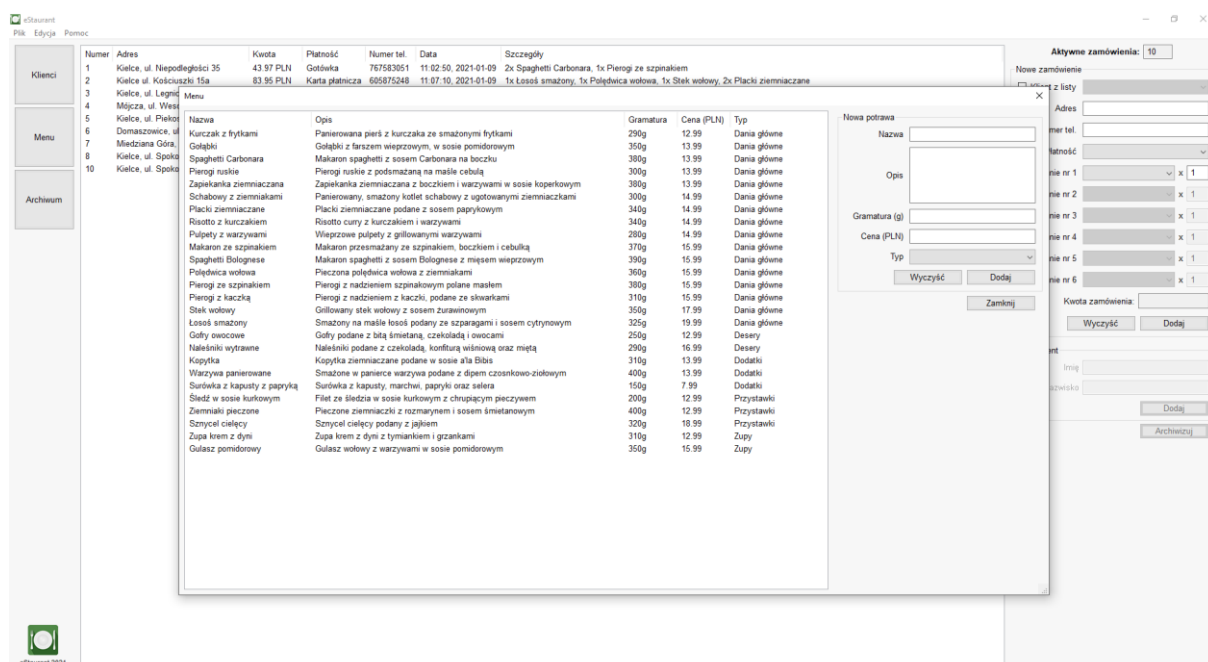 eStaurant
Plik Edycja Pomoc
Klienci
Menu
Archiwum
Numer Adres Kwota Płatność Numer tel. Data Szczegóły
1 Kielce, ul. Niepodległości 35 43.97 PLN Gotówka 767583051 11:02:50, 2021-01-09 2x Spaghetti Carbonara, 1x Pierogi ze szpinakiem
2 Kielce ul. Kościuszki 15a 83.95 PLN Karta płatnicza 605875248 11:07:10, 2021-01-09 1x Łosoś smażony, 1x Polędwica wołowa, 1x Stek wołowy, 2x Placki ziemniaczane
3 Kielce, ul.
4 Mójcza, ul.
5 Kielce, ul.
6 Domaszowice,
7 Miedziana Góra,
8 Kielce, ul.
10 Kielce, ul.
Menu
Nazwa Opis Gramatura Cena (PLN) Typ
Kurczak z frytkami Panierowana pierś z kurczaka ze smażonymi frytkami 290g 12.99 Dania główne
Gołąbki Gołąbki z farszem wieprzowym, w sosie pomidorowym 350g 13.99 Dania główne
Spaghetti Carbonara Makaron spaghetti z sosem Carbonara na boczku 380g 13.99 Dania główne
Pierogi ruskie Pierogi ruskie z podsmażaną na maśle cebulą 300g 13.99 Dania główne
Zapiekanka ziemniaczana Zapiekanka ziemniaczana z boczkiem i warzywami w sosie koperkowym 380g 13.99 Dania główne
Schabowy z ziemniakami Panierowany, smażony kotlet schabowy z ugotowanymi ziemniaczkami 300g 14.99 Dania główne
Placki ziemniaczane Placki ziemniaczane podane z sosem paprykowym 340g 14.99 Dania główne
Risotto z kurczakiem Risotto curry z kurczakiem i warzywami 340g 14.99 Dania główne
Pulpety z warzywami Wieprzowe pulpety z grillowanymi warzywami 280g 14.99 Dania główne
Makaron ze szpinakiem Makaron przesmażany ze szpinakiem, boczkiem i cebulką 370g 15.99 Dania główne
Spaghetti Bolognese Makaron spaghetti z sosem Bolognese z mięsem wieprzowym 390g 15.99 Dania główne
Polędwica wołowa Pieczona polędwica wołowa z ziemniakami 360g 15.99 Dania główne
Pierogi ze szpinakiem Pierogi z nadzieniem szpinakowym polane masłem 380g 15.99 Dania główne
Pierogi z kaczką Pierogi z nadzieniem z kaczki, podane ze skwarkami 310g 15.99 Dania główne
Stek wołowy Grillowany stek wołowy z sosem żurawinowym 350g 17.99 Dania główne
Łosoś smażony Smażony na maśle łosoś podany ze szparagami i sosem cytrynowym 325g 19.99 Dania główne
Gofry owocowe Gofry podane z bitą śmietaną, czekoladą i owocami 250g 12.99 Desery
Naleśniki wytrawne Naleśniki podane z czekoladą, konfiturą wiśniową oraz miętą 290g 16.99 Desery
Kopytka Kopytka ziemniaczane podane w sosie a'la Bibis 310g 13.99 Dodatki
Warzywa panierowane Smażone w panierce warzywa podane z dipem czosnkowo-ziołowym 400g 13.99 Dodatki
Surówka z kapusty z papryką Surówka z kapusty, marchwi, papryki oraz selera 150g 7.99 Dodatki
Śledź w sosie kurkowym Filet ze śledzia w sosie kurkowym z chrupiącym pieczywem 200g 12.99 Przystawki
Ziemniaki pieczone Pieczone ziemniaczki z rozmarynem i sosem śmietanowym 400g 12.99 Przystawki
Sznycel cielęcy Sznycel cielęcy podany z jajkiem 320g 18.99 Przystawki
Zupa krem z dyni Zupa krem z dyni z tymiankiem i grzankami 310g 12.99 Zupy
Gulasz pomidorowy Gulasz wołowy z warzywami w sosie pomidorowym 350g 15.99 Zupy
Nowa potrawa
Nazwa
Opis
Gramatura (g)
Cena (PLN)
Typ
Wyczyść Dodaj
Zamknij
Aktywne zamówienia: 10
Nowe zamówienie
z listy
Adres
tel.
nr 1 x 1
nr 2 x 1
nr 3 x 1
nr 4 x 1
nr 5 x 1
nr 6 x 1
Kwota zamówienia:
Wyczyść Dodaj
Imię
Dodaj
Archiwizuj